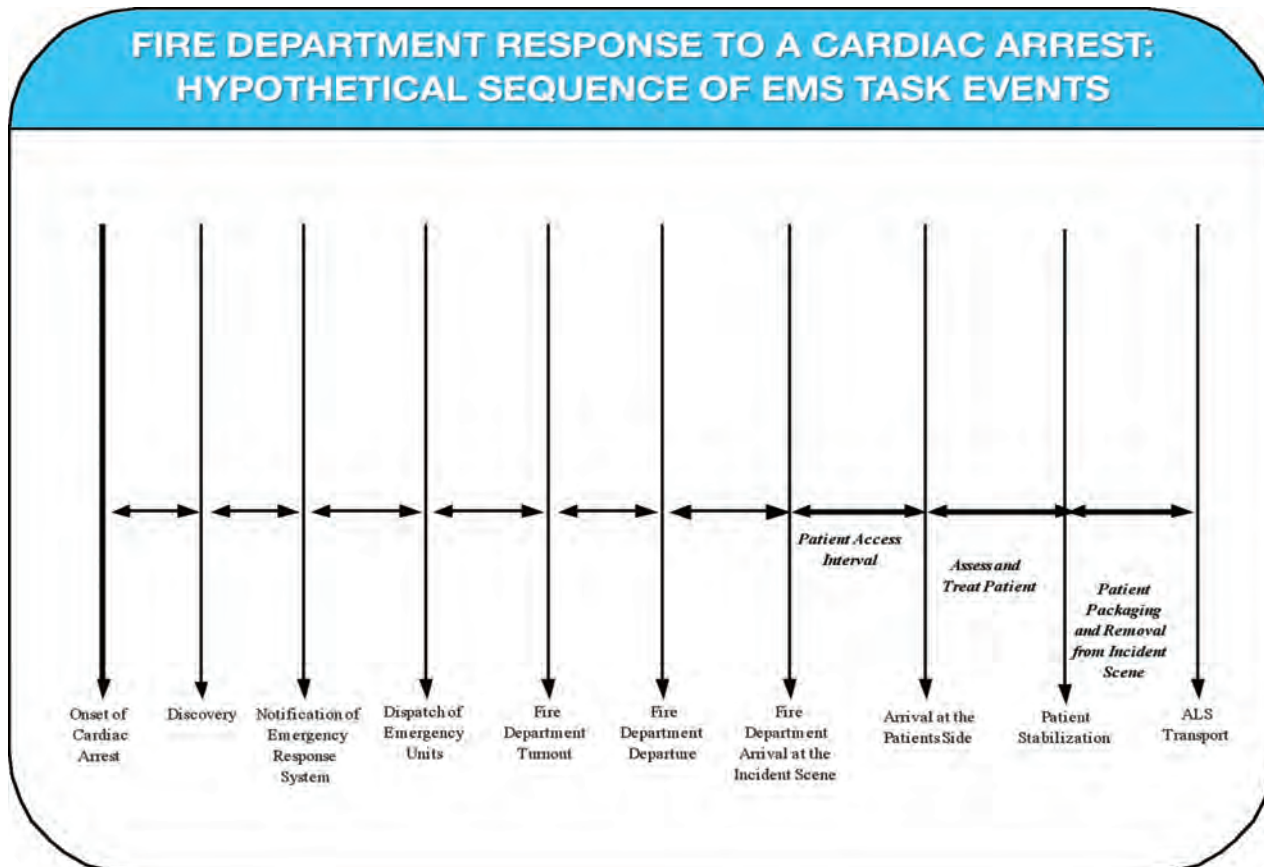 FIRE DEPARTMENT RESPONSE TO A CARDIAC ARREST:
HYPOTHETICAL SEQUENCE OF EMS TASK EVENTS
Patient Access
Interval
Assess and
Treat Patient
Patient
Packaging
and Removal
from Incident
Scene
Onset of
Cardiac
Arrest
Discovery
Notification of
Emergency
Response
System
Dispatch of
Emergency
Units
Fire
Department
Turnout
Fire
Department
Departure
Fire
Department
Arrival at the
Incident Scene
Arrival at the
Patients Side
Patient
Stabilization
ALS
Transport